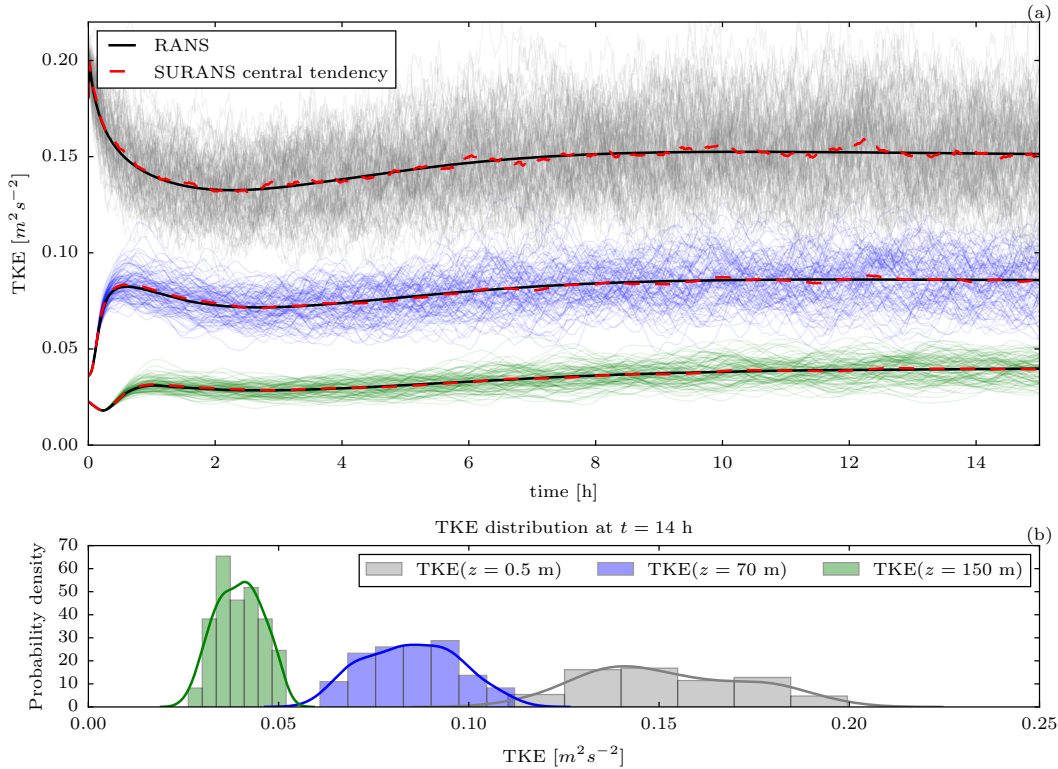 (a)
RANS
SURANS central tendency
TKE [m²s⁻²]
0.20
0.15
0.10
0.05
0.00
0 2 4 6 8 10 12 14
time [h]
TKE distribution at t = 14 h
(b)
TKE(z = 0.5 m) TKE(z = 70 m) TKE(z = 150 m)
Probability density
70
60
50
40
30
20
10
0
0.00 0.05 0.10 0.15 0.20 0.25
TKE [m²s⁻²]